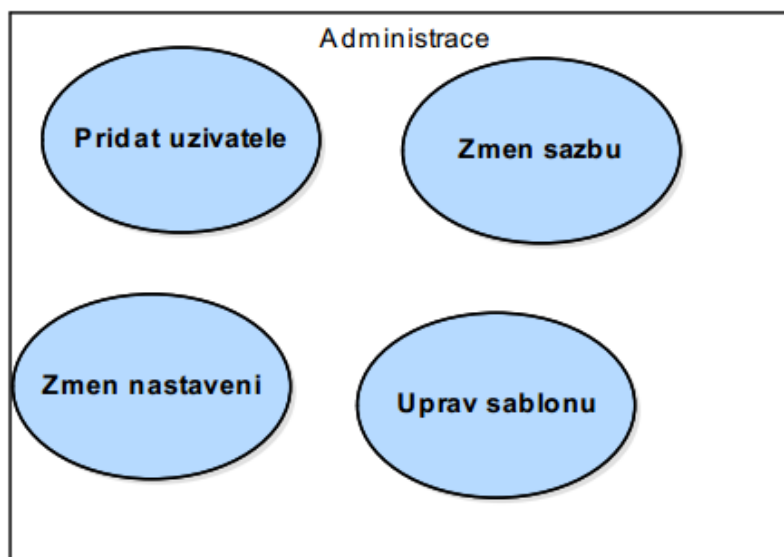 Administrace
Pridat uzivatele
Zmen sazbu
Zmen nastaveni
Uprav sablonu